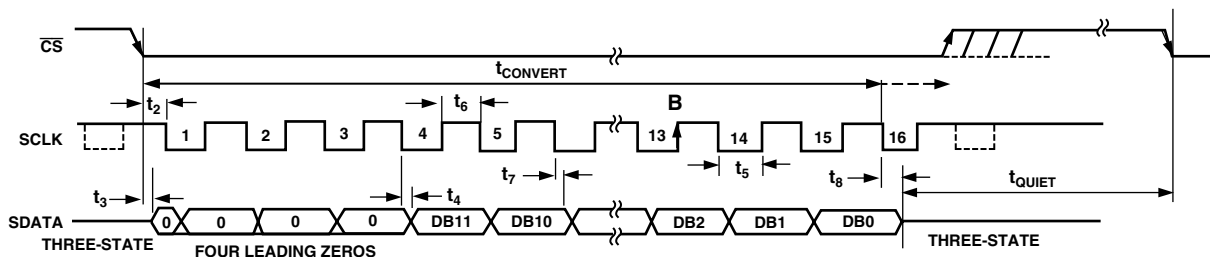 CS
tCONVERT
t2 t6 B
SCLK 1 2 3 4 5 13 14 15 16
t3 t4 t7 t5 t8 tQUIET
SDATA 0 0 0 0 DB11 DB10 DB2 DB1 DB0
THREE-STATE FOUR LEADING ZEROS THREE-STATE